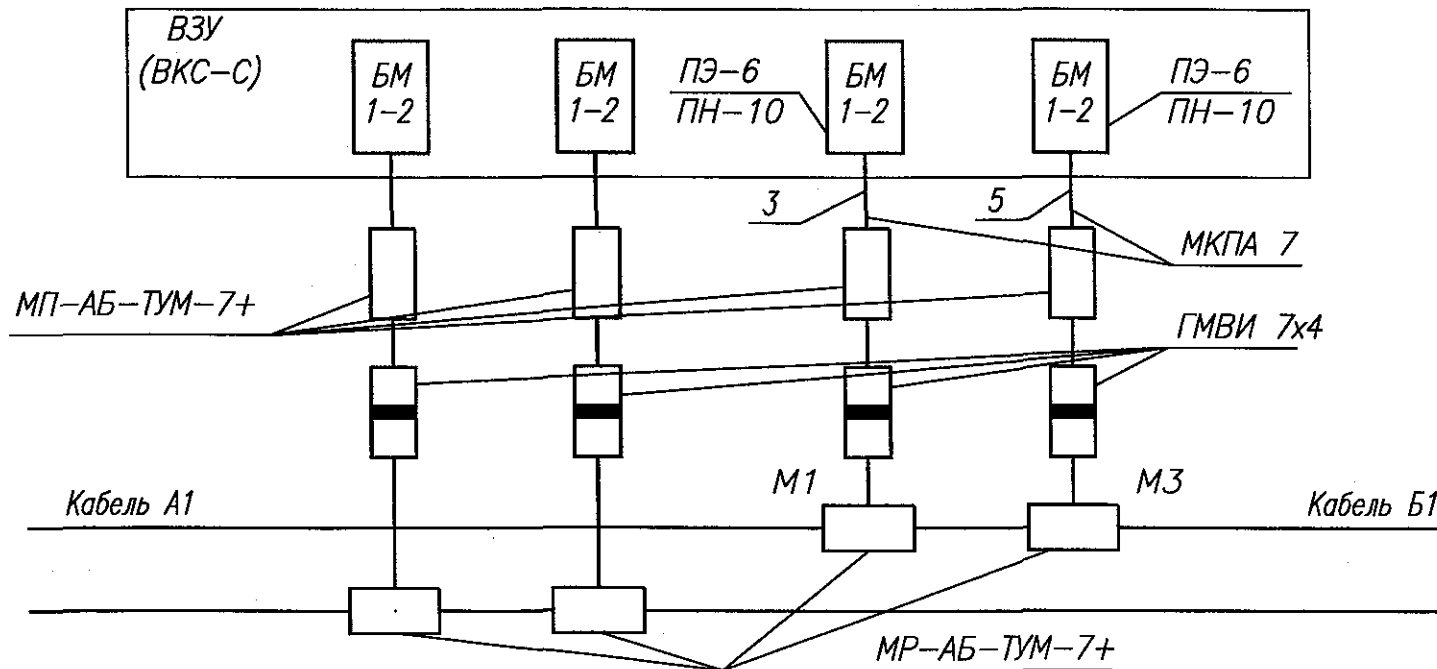 ВЗУ
(ВКС-С)
БМ
1-2
БМ
1-2
ПЭ-6
ПН-10
БМ
1-2
БМ
1-2
ПЭ-6
ПН-10
3
5
МКПА 7
МП-АБ-ТУМ-7+
ГМВИ 7х4
М1
М3
Кабель А1
Кабель Б1
МР-АБ-ТУМ-7+